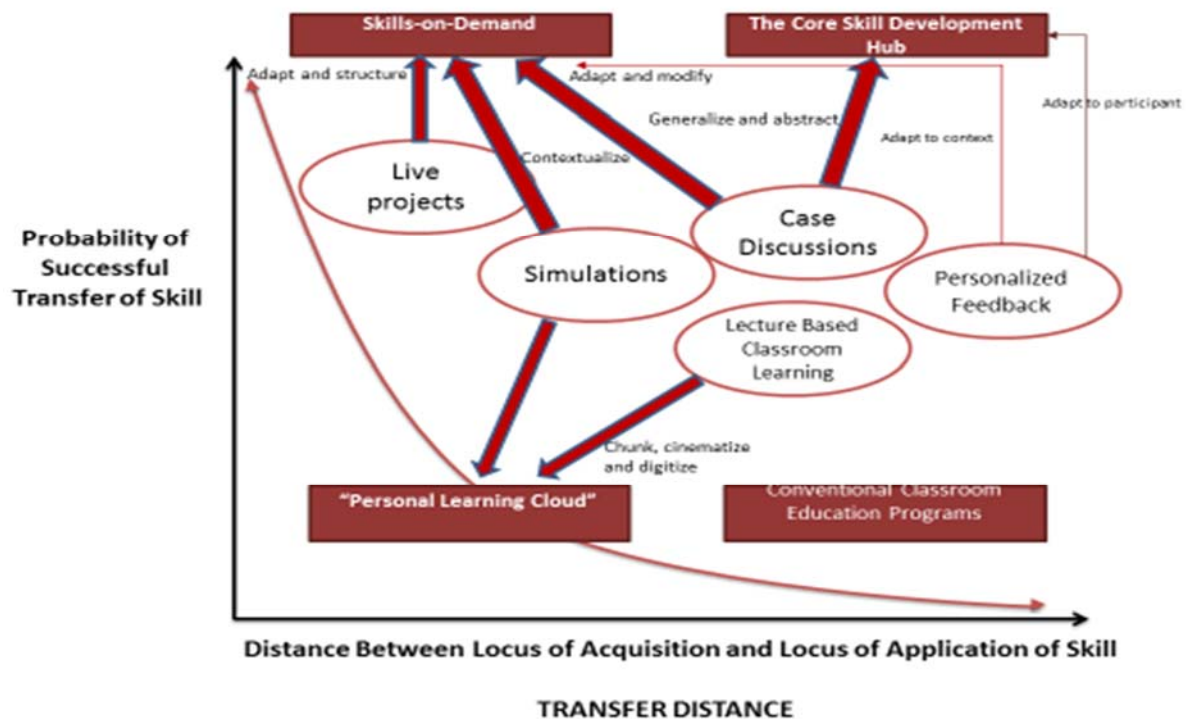 Skills-on-Demand
The Core Skill Development
Hub
Adapt and structure
Adapt and modify
Adapt to participant
Generalize and abstract
Adapt to context
Contextualize
Live
projects
Case
Discussions
Probability of
Successful
Transfer of Skill
Simulations
Personalized
Feedback
Lecture Based
Classroom
Learning
Chunk, cinematize
and digitize
"Personal Learning Cloud"
Conventional Classroom
Education Programs
Distance Between Locus of Acquisition and Locus of Application of Skill
TRANSFER DISTANCE